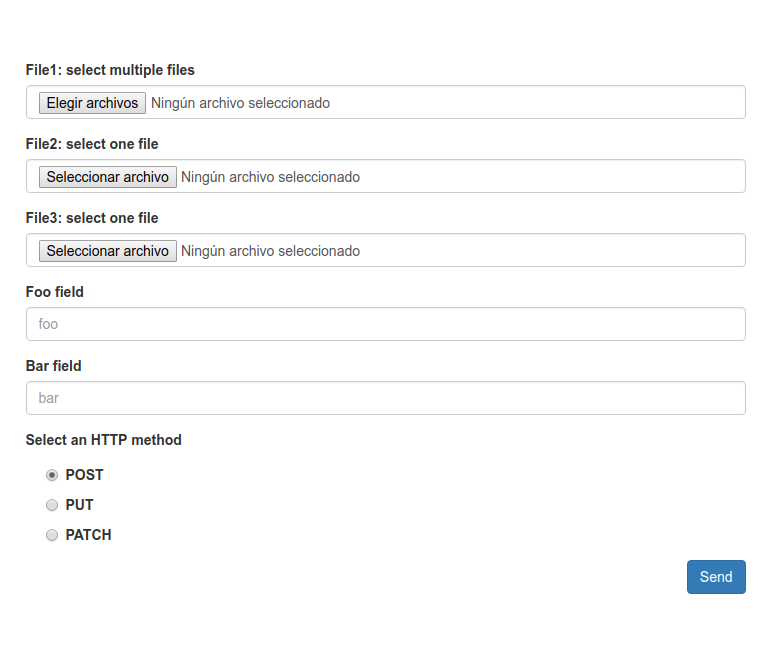 File1: select multiple files
Elegir archivos Ningún archivo seleccionado
File2: select one file
Seleccionar archivo Ningún archivo seleccionado
File3: select one file
Seleccionar archivo Ningún archivo seleccionado
Foo field
foo
Bar field
bar
Select an HTTP method
POST
PUT
PATCH
Send